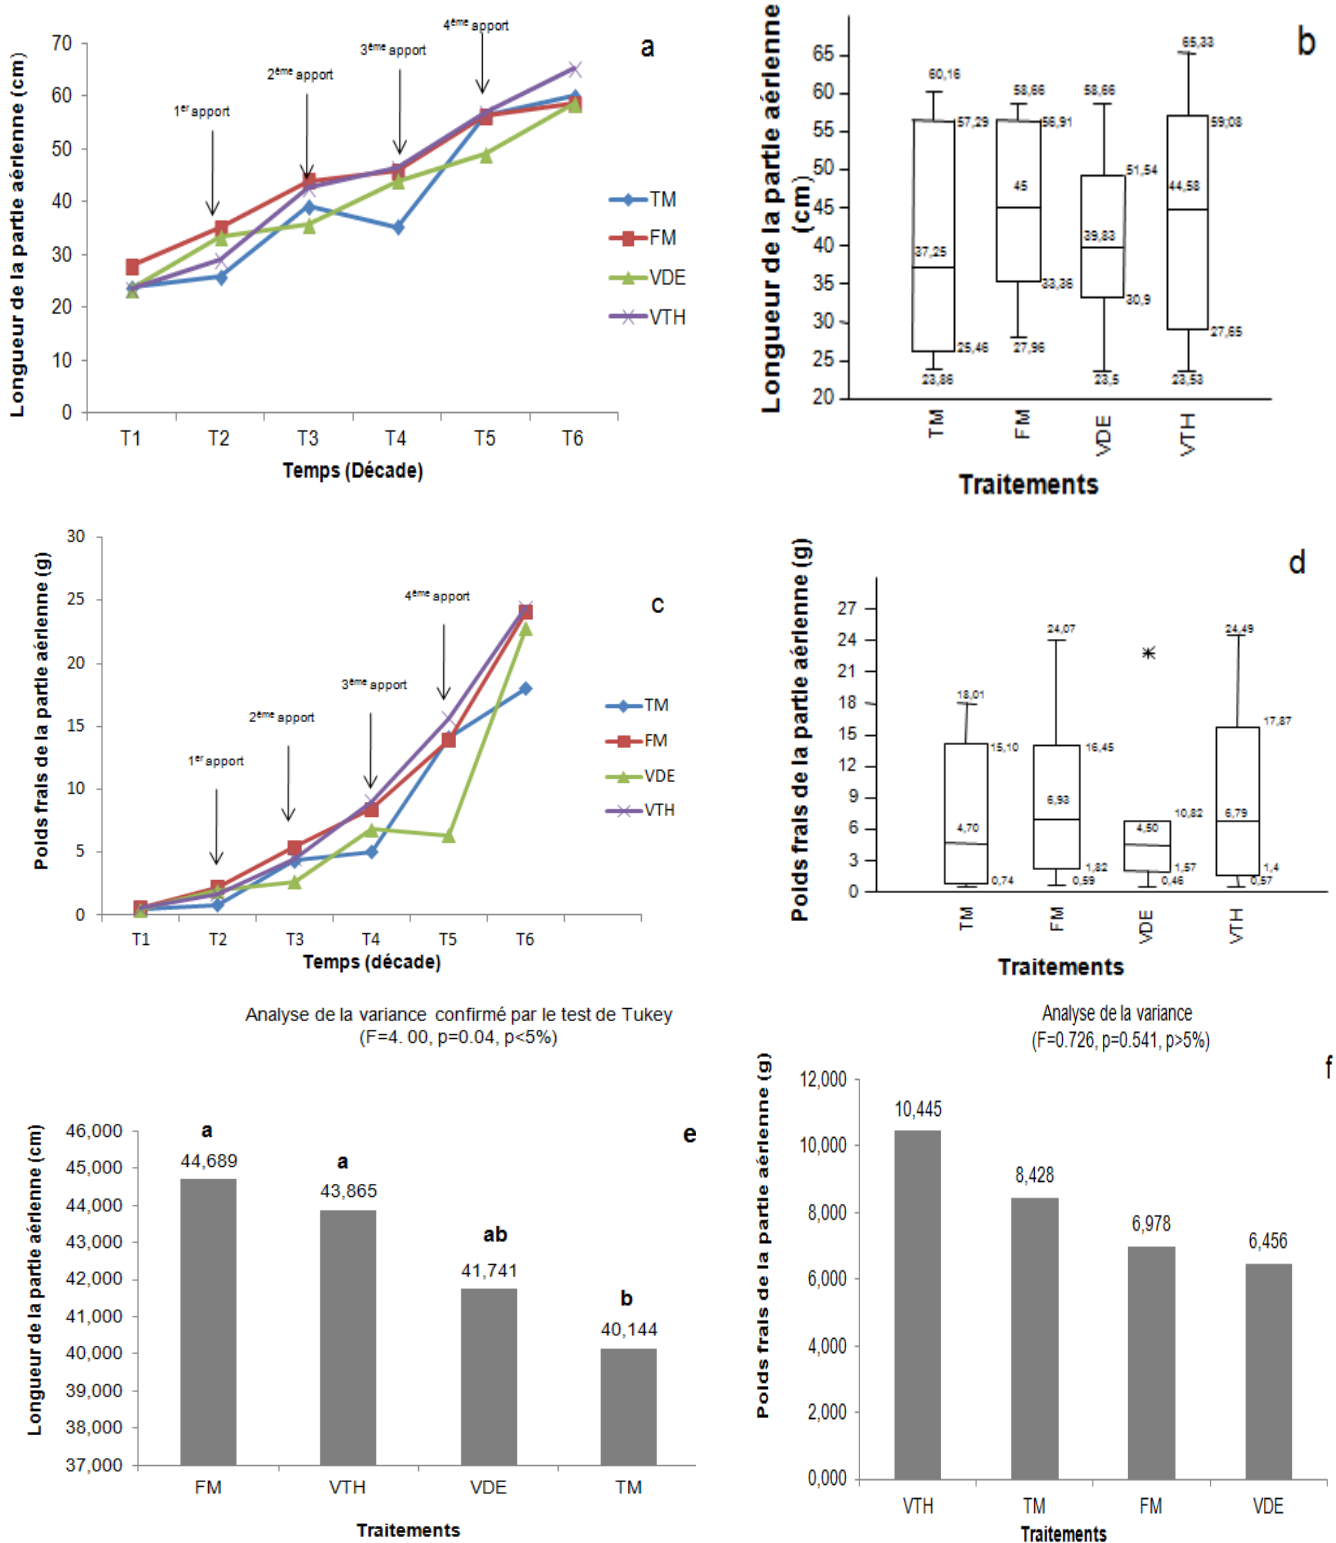 a
Longueur de la partie aérienne (cm)
70
60
50
40
30
20
10
0
1er apport
2ème apport
3ème apport
4ème apport
T1 T2 T3 T4 T5 T6
Temps (Décade)
TM
FM
VDE
VTH
b
Longueur de la partie aérienne (cm)
65
60
55
50
45
40
35
30
25
20
60,16
57,29
37,25
25,46
23,86
58,66
56,91
45
33,36
27,96
58,66
51,54
39,83
30,9
23,5
65,33
59,08
44,58
27,65
23,53
TM FM VDE VTH
Traitements
c
Poids frais de la partie aérienne (g)
30
25
20
15
10
5
0
1er apport
2ème apport
3ème apport
4ème apport
T1 T2 T3 T4 T5 T6
Temps (décade)
TM
FM
VDE
VTH
d
Poids frais de la partie aérienne (g)
27
24
21
18
15
12
9
6
3
0
18,01
15,10
4,70
0,74
24,07
16,45
6,93
1,82
0,59
10,82
4,50
1,57
0,46
24,49
17,87
6,79
1,4
0,57
TM FM VDE VTH
Traitements
Analyse de la variance confirmé par le test de Tukey
(F=4. 00, p=0.04, p<5%)
e
Longueur de la partie aérienne (cm)
46,000
45,000
44,000
43,000
42,000
41,000
40,000
39,000
38,000
37,000
a
44,689
a
43,865
ab
41,741
b
40,144
FM VTH VDE TM
Traitements
Analyse de la variance
(F=0.726, p=0.541, p>5%)
f
Poids frais de la partie aérienne (g)
12,000
10,000
8,000
6,000
4,000
2,000
0,000
10,445
8,428
6,978
6,456
VTH TM FM VDE
Traitements